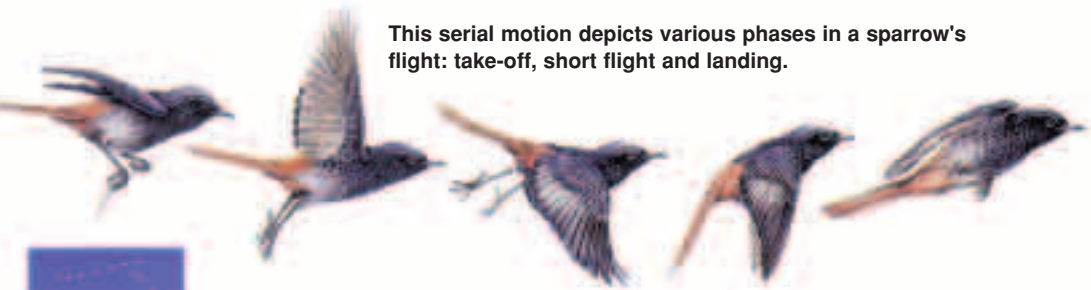 This serial motion depicts various phases in a sparrow's
flight: take-off, short flight and landing.